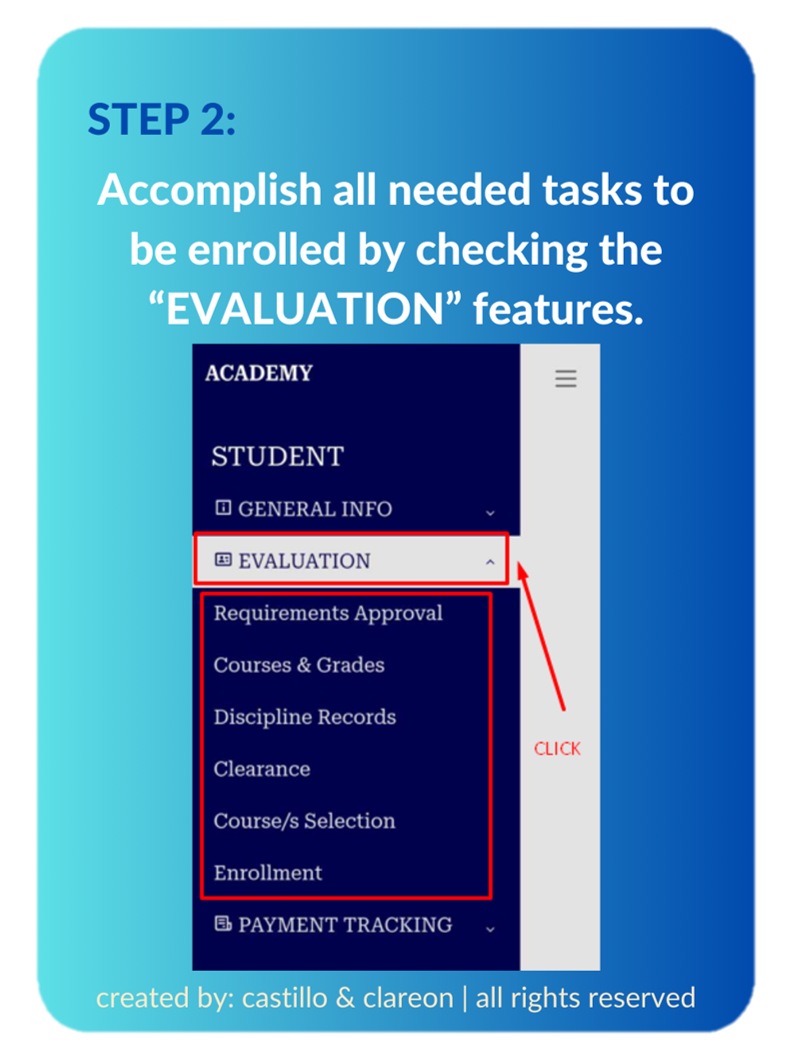 STEP 2:
Accomplish all needed tasks to
be enrolled by checking the
“EVALUATION” features.
ACADEMY
STUDENT
GENERAL INFO
EVALUATION
Requirements Approval
Courses & Grades
Discipline Records
Clearance
CLICK
Course/s Selection
Enrollment
PAYMENT TRACKING
created by: castillo & clareon | all rights reserved